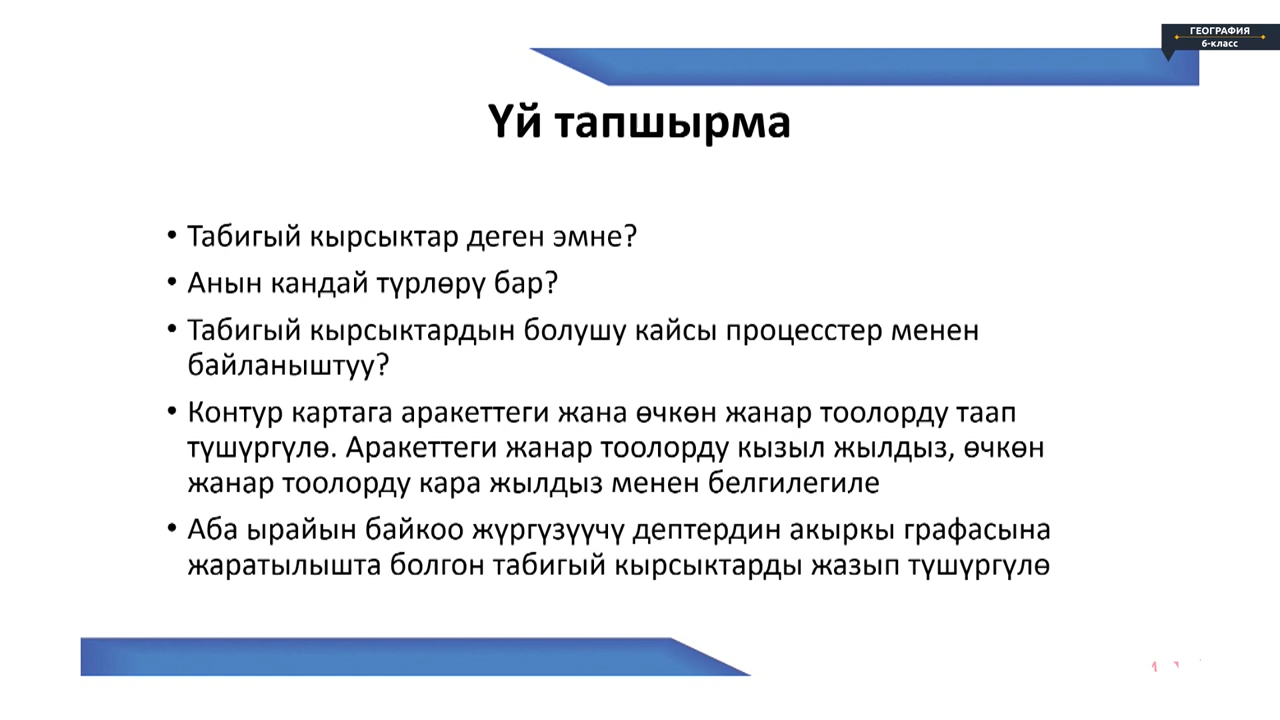 ГЕОГРАФИЯ
6-класс
Үй тапшырма
• Табигый кырсыктар деген эмне?
• Анын кандай түрлөрү бар?
• Табигый кырсыктардын болушу кайсы процесстер менен
байланыштуу?
• Контур картага аракеттеги жана өчкөн жанар тоолорду таап
түшүргүлө. Аракеттеги жанар тоолорду кызыл жылдыз, өчкөн
жанар тоолорду кара жылдыз менен белгилегиле
• Аба ырайын байкоо жүргүзүүчү дептердин акыркы графасына
жаратылышта болгон табигый кырсыктарды жазып түшүргүлө